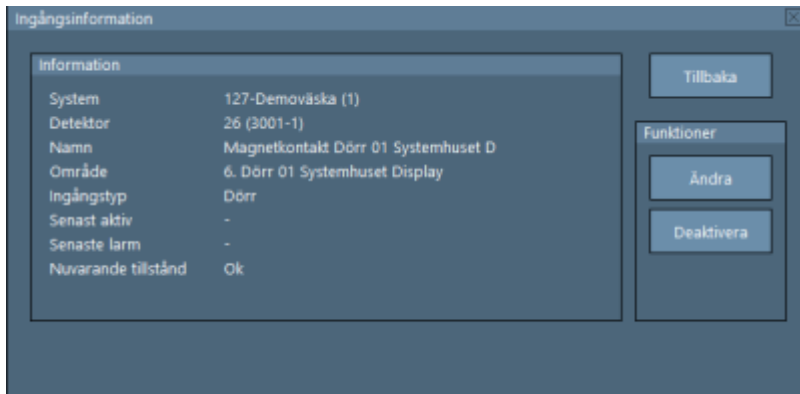 Ingångsinformation
Information
System 127-Demoväska (1)
Detektor 26 (3001-1)
Namn Magnetkontakt Dörr 01 Systemhuset D
Område 6. Dörr 01 Systemhuset Display
Ingångstyp Dörr
Senast aktiv -
Senaste larm -
Nuvarande tillstånd Ok
Tillbaka
Funktioner
Ändra
Deaktivera